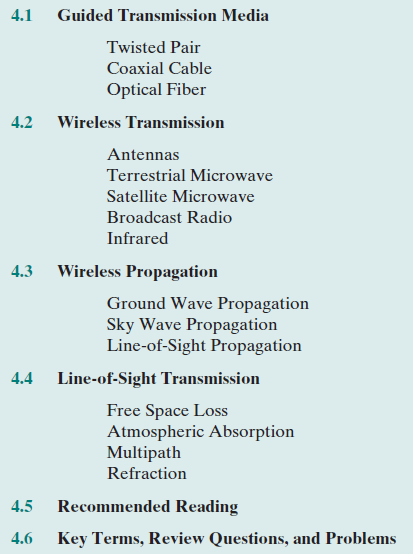 4.1 Guided Transmission Media
Twisted Pair
Coaxial Cable
Optical Fiber
4.2 Wireless Transmission
Antennas
Terrestrial Microwave
Satellite Microwave
Broadcast Radio
Infrared
4.3 Wireless Propagation
Ground Wave Propagation
Sky Wave Propagation
Line-of-Sight Propagation
4.4 Line-of-Sight Transmission
Free Space Loss
Atmospheric Absorption
Multipath
Refraction
4.5 Recommended Reading
4.6 Key Terms, Review Questions, and Problems